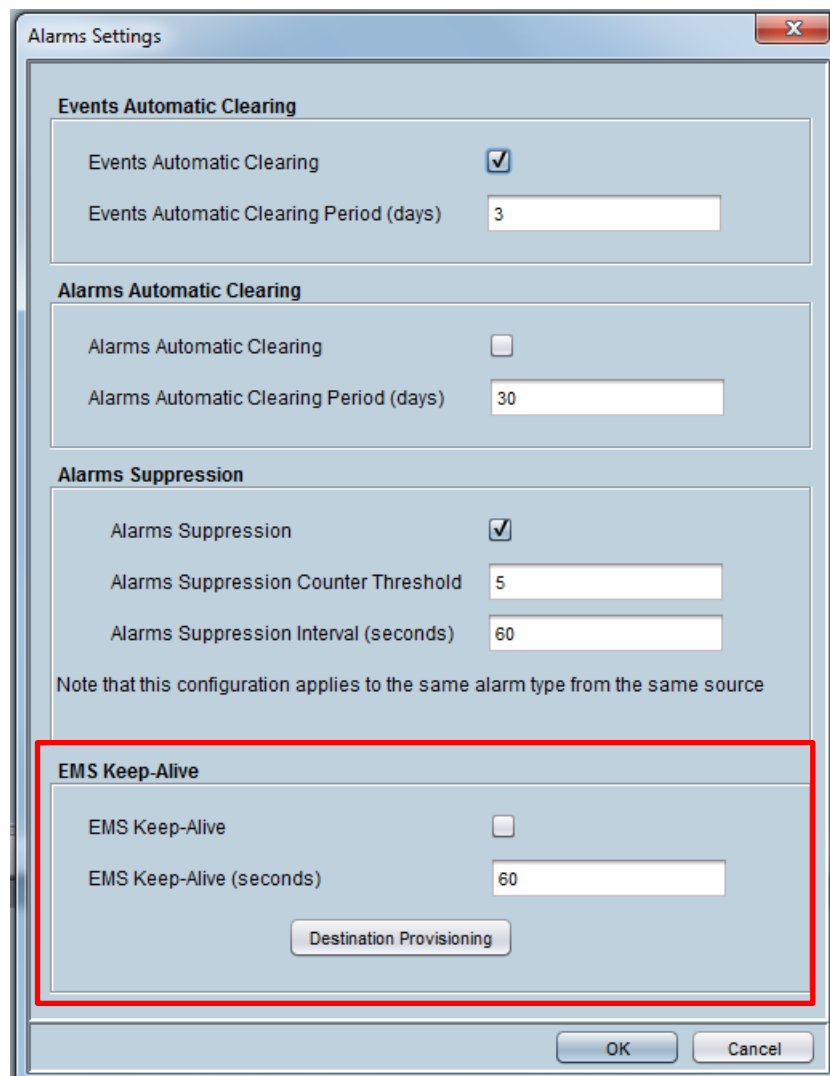 Alarms Settings
Events Automatic Clearing
Events Automatic Clearing
Events Automatic Clearing Period (days) 3
Alarms Automatic Clearing
Alarms Automatic Clearing
Alarms Automatic Clearing Period (days) 30
Alarms Suppression
Alarms Suppression
Alarms Suppression Counter Threshold 5
Alarms Suppression Interval (seconds) 60
Note that this configuration applies to the same alarm type from the same source
EMS Keep-Alive
EMS Keep-Alive
EMS Keep-Alive (seconds) 60
Destination Provisioning
OK Cancel